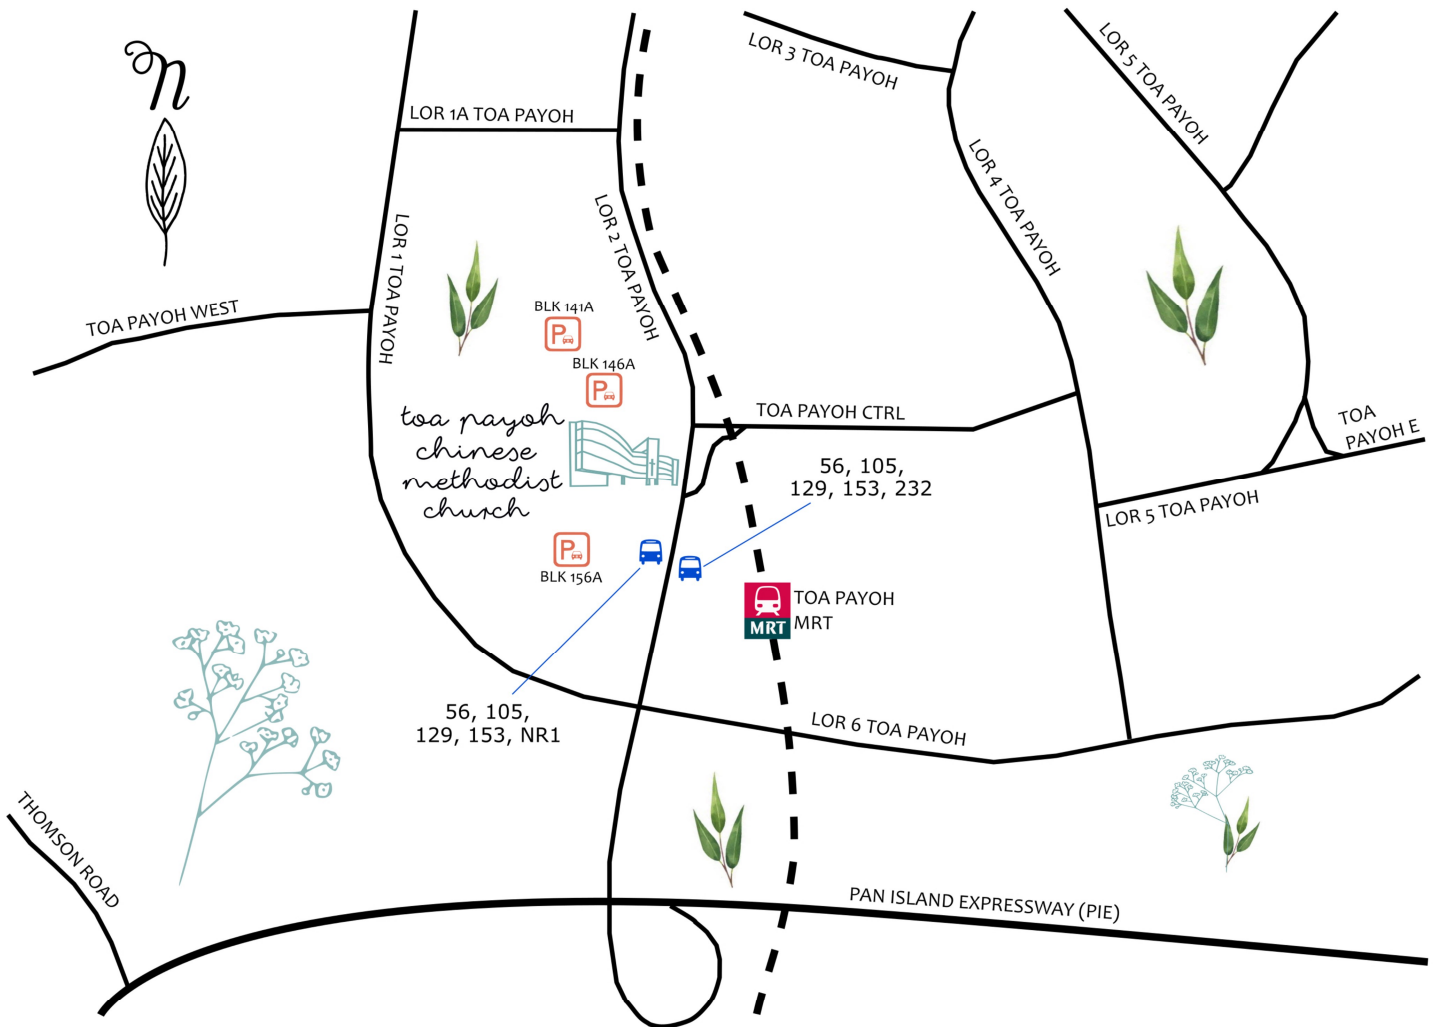 n
LOR 3 TOA PAYOH
LOR 5 TOA PAYOH
LOR 1A TOA PAYOH
LOR 4 TOA PAYOH
LOR 2 TOA PAYOH
LOR 1 TOA PAYOH
TOA PAYOH WEST
BLK 141A
P
BLK 146A
P
toa payoh
chinese
methodist
church
TOA PAYOH CTRL
TOA
PAYOH E
56, 105,
129, 153, 232
LOR 5 TOA PAYOH
P
BLK 156A
TOA PAYOH
MRT
MRT
56, 105,
129, 153, NR1
LOR 6 TOA PAYOH
THOMSON ROAD
PAN ISLAND EXPRESSWAY (PIE)